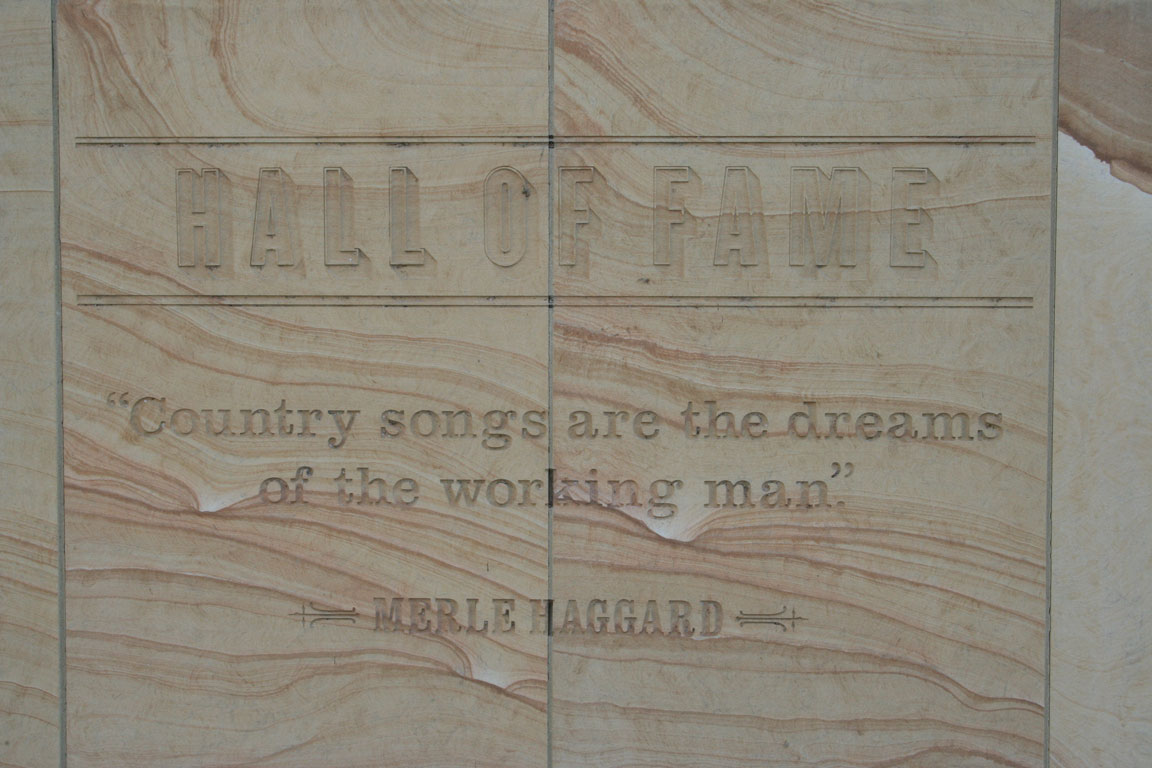 HALL OF FAME
“Country songs are the dreams
of the working man.”
MERLE HAGGARD